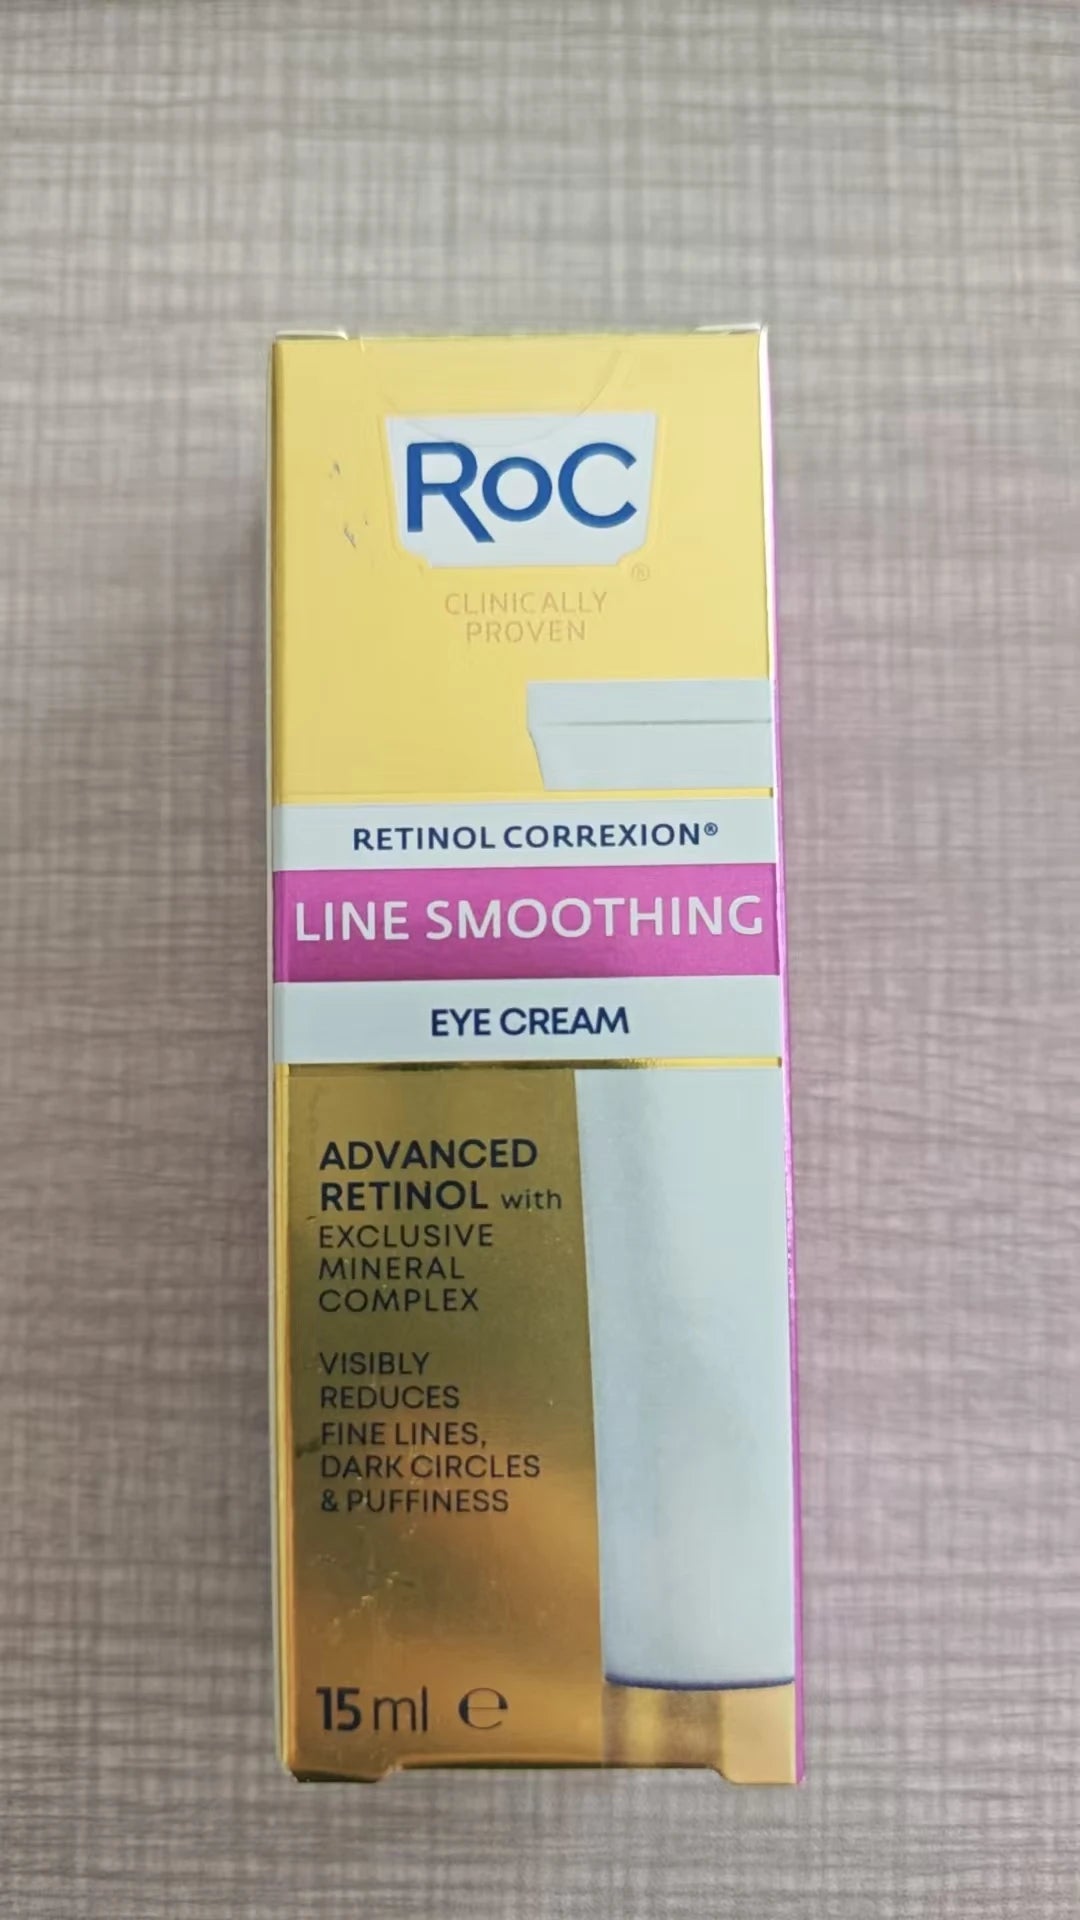 RoC®
CLINICALLY
PROVEN
RETINOL CORREXION®
LINE SMOOTHING
EYE CREAM
ADVANCED
RETINOL with
EXCLUSIVE
MINERAL
COMPLEX
VISIBLY
REDUCES
FINE LINES,
DARK CIRCLES
& PUFFINESS
15 ml ℮